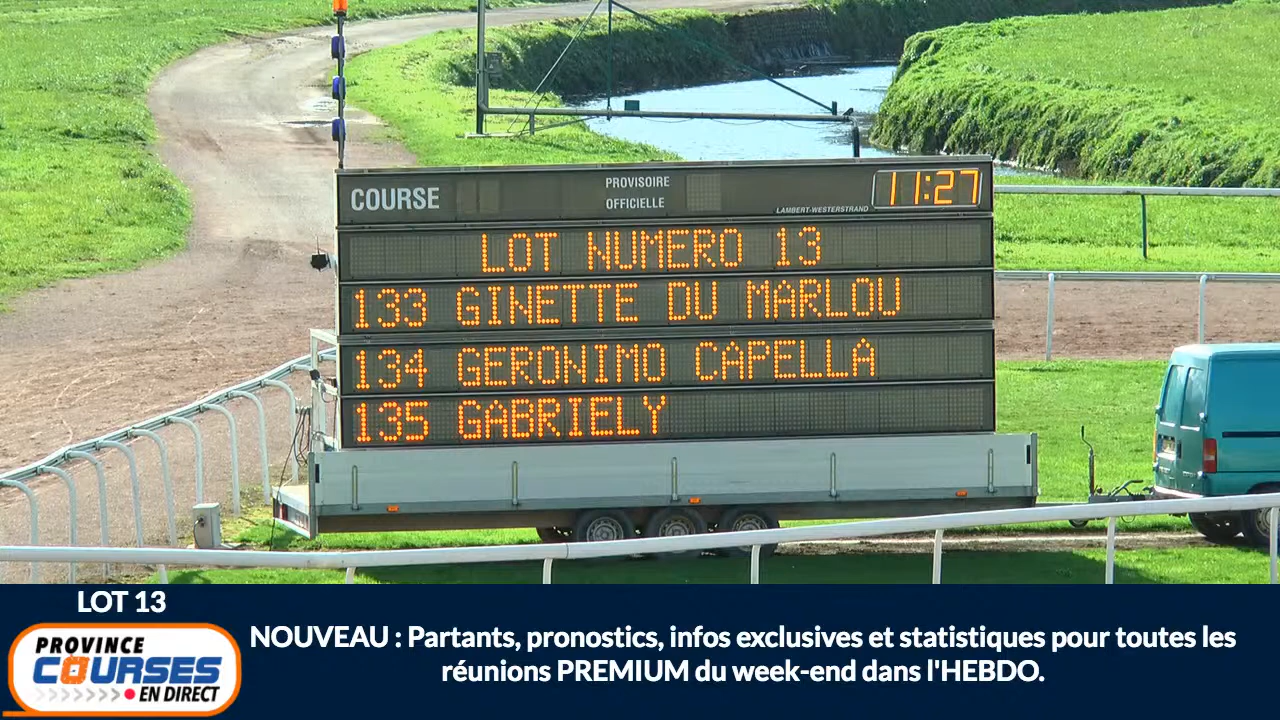 COURSE
PROVISOIRE
OFFICIELLE
LAMBERT-WESTERSTRAND
11:27
LOT NUMERO 13
133 GINETTE DU MARLOU
134 GERONIMO CAPELLA
135 GABRIELY
LOT 13
PROVINCE
COURSES
EN DIRECT
NOUVEAU : Partants, pronostics, infos exclusives et statistiques pour toutes les
réunions PREMIUM du week-end dans l'HEBDO.